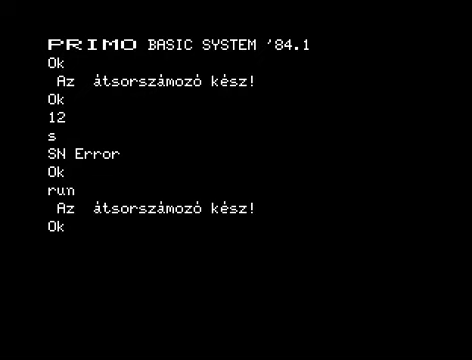 PRIMO BASIC SYSTEM '84.1
Ok
 Az  átsorszámozó kész!
Ok
12
s
SN Error
Ok
run
 Az  átsorszámozó kész!
Ok